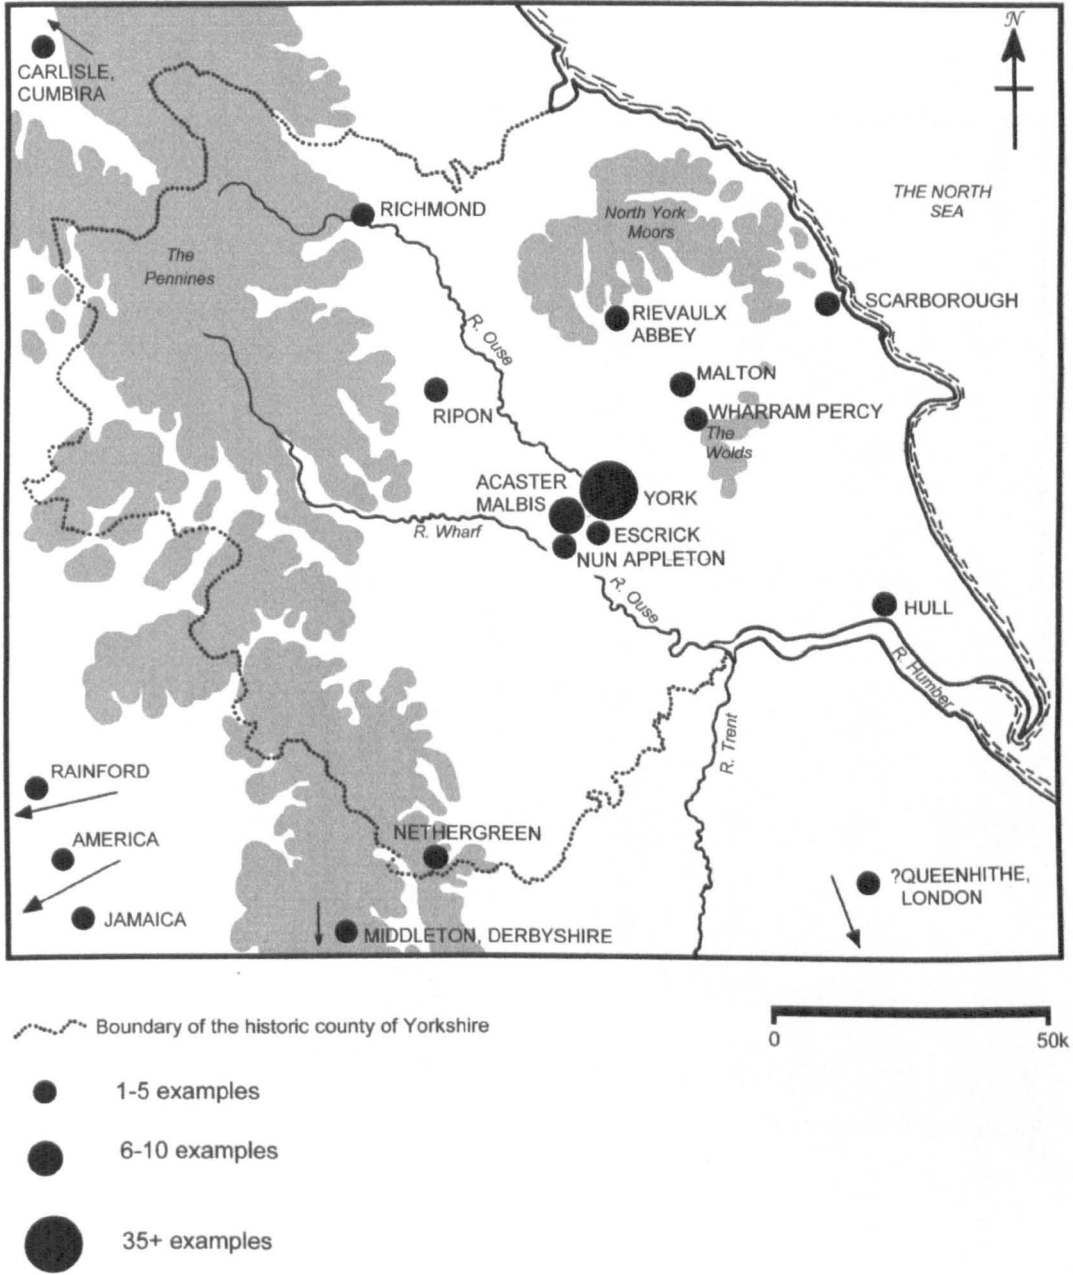 N
CARLISLE,
CUMBIRA
THE NORTH
SEA
RICHMOND
North York
Moors
The
Pennines
SCARBOROUGH
RIEVAULX
ABBEY
R. Ouse
MALTON
RIPON
WHARRAM PERCY
The
Wolds
ACASTER
MALBIS
YORK
R. Wharf
ESCRICK
NUN APPLETON
R. Ouse
HULL
R. Humber
R. Trent
RAINFORD
AMERICA
NETHERGREEN
?QUEENHITHE,
LONDON
JAMAICA
MIDDLETON, DERBYSHIRE
Boundary of the historic county of Yorkshire
0
50k
1-5 examples
6-10 examples
35+ examples